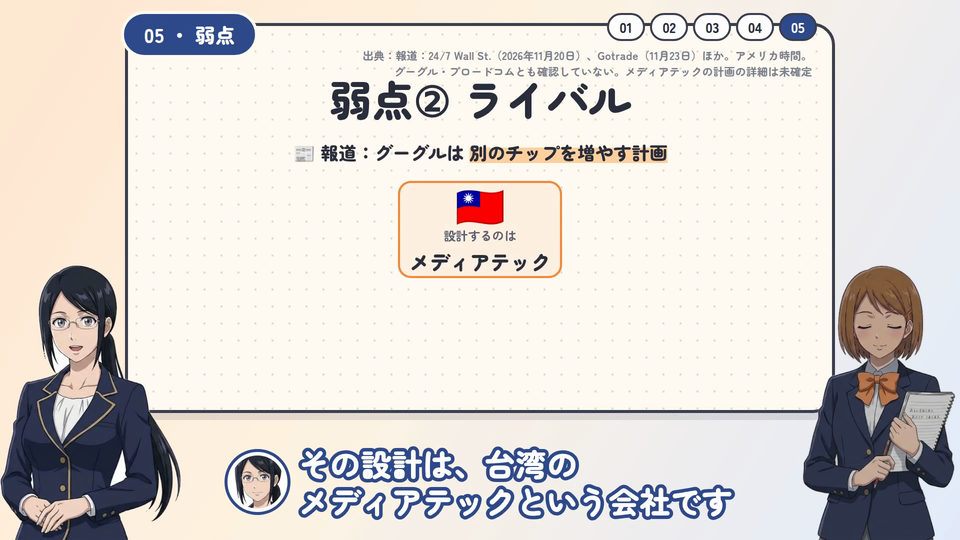 05 ・ 弱点
01 02 03 04 05
出典：報道：24/7 Wall St.（2026年11月20日）、Gotrade（11月23日）ほか。アメリカ時間。
グーグル・ブロードコムとも確認していない。メディアテックの計画の詳細は未確定
弱点② ライバル
報道：グーグルは 別のチップを増やす計画
設計するのは
メディアテック
その設計は、台湾の
メディアテックという会社です